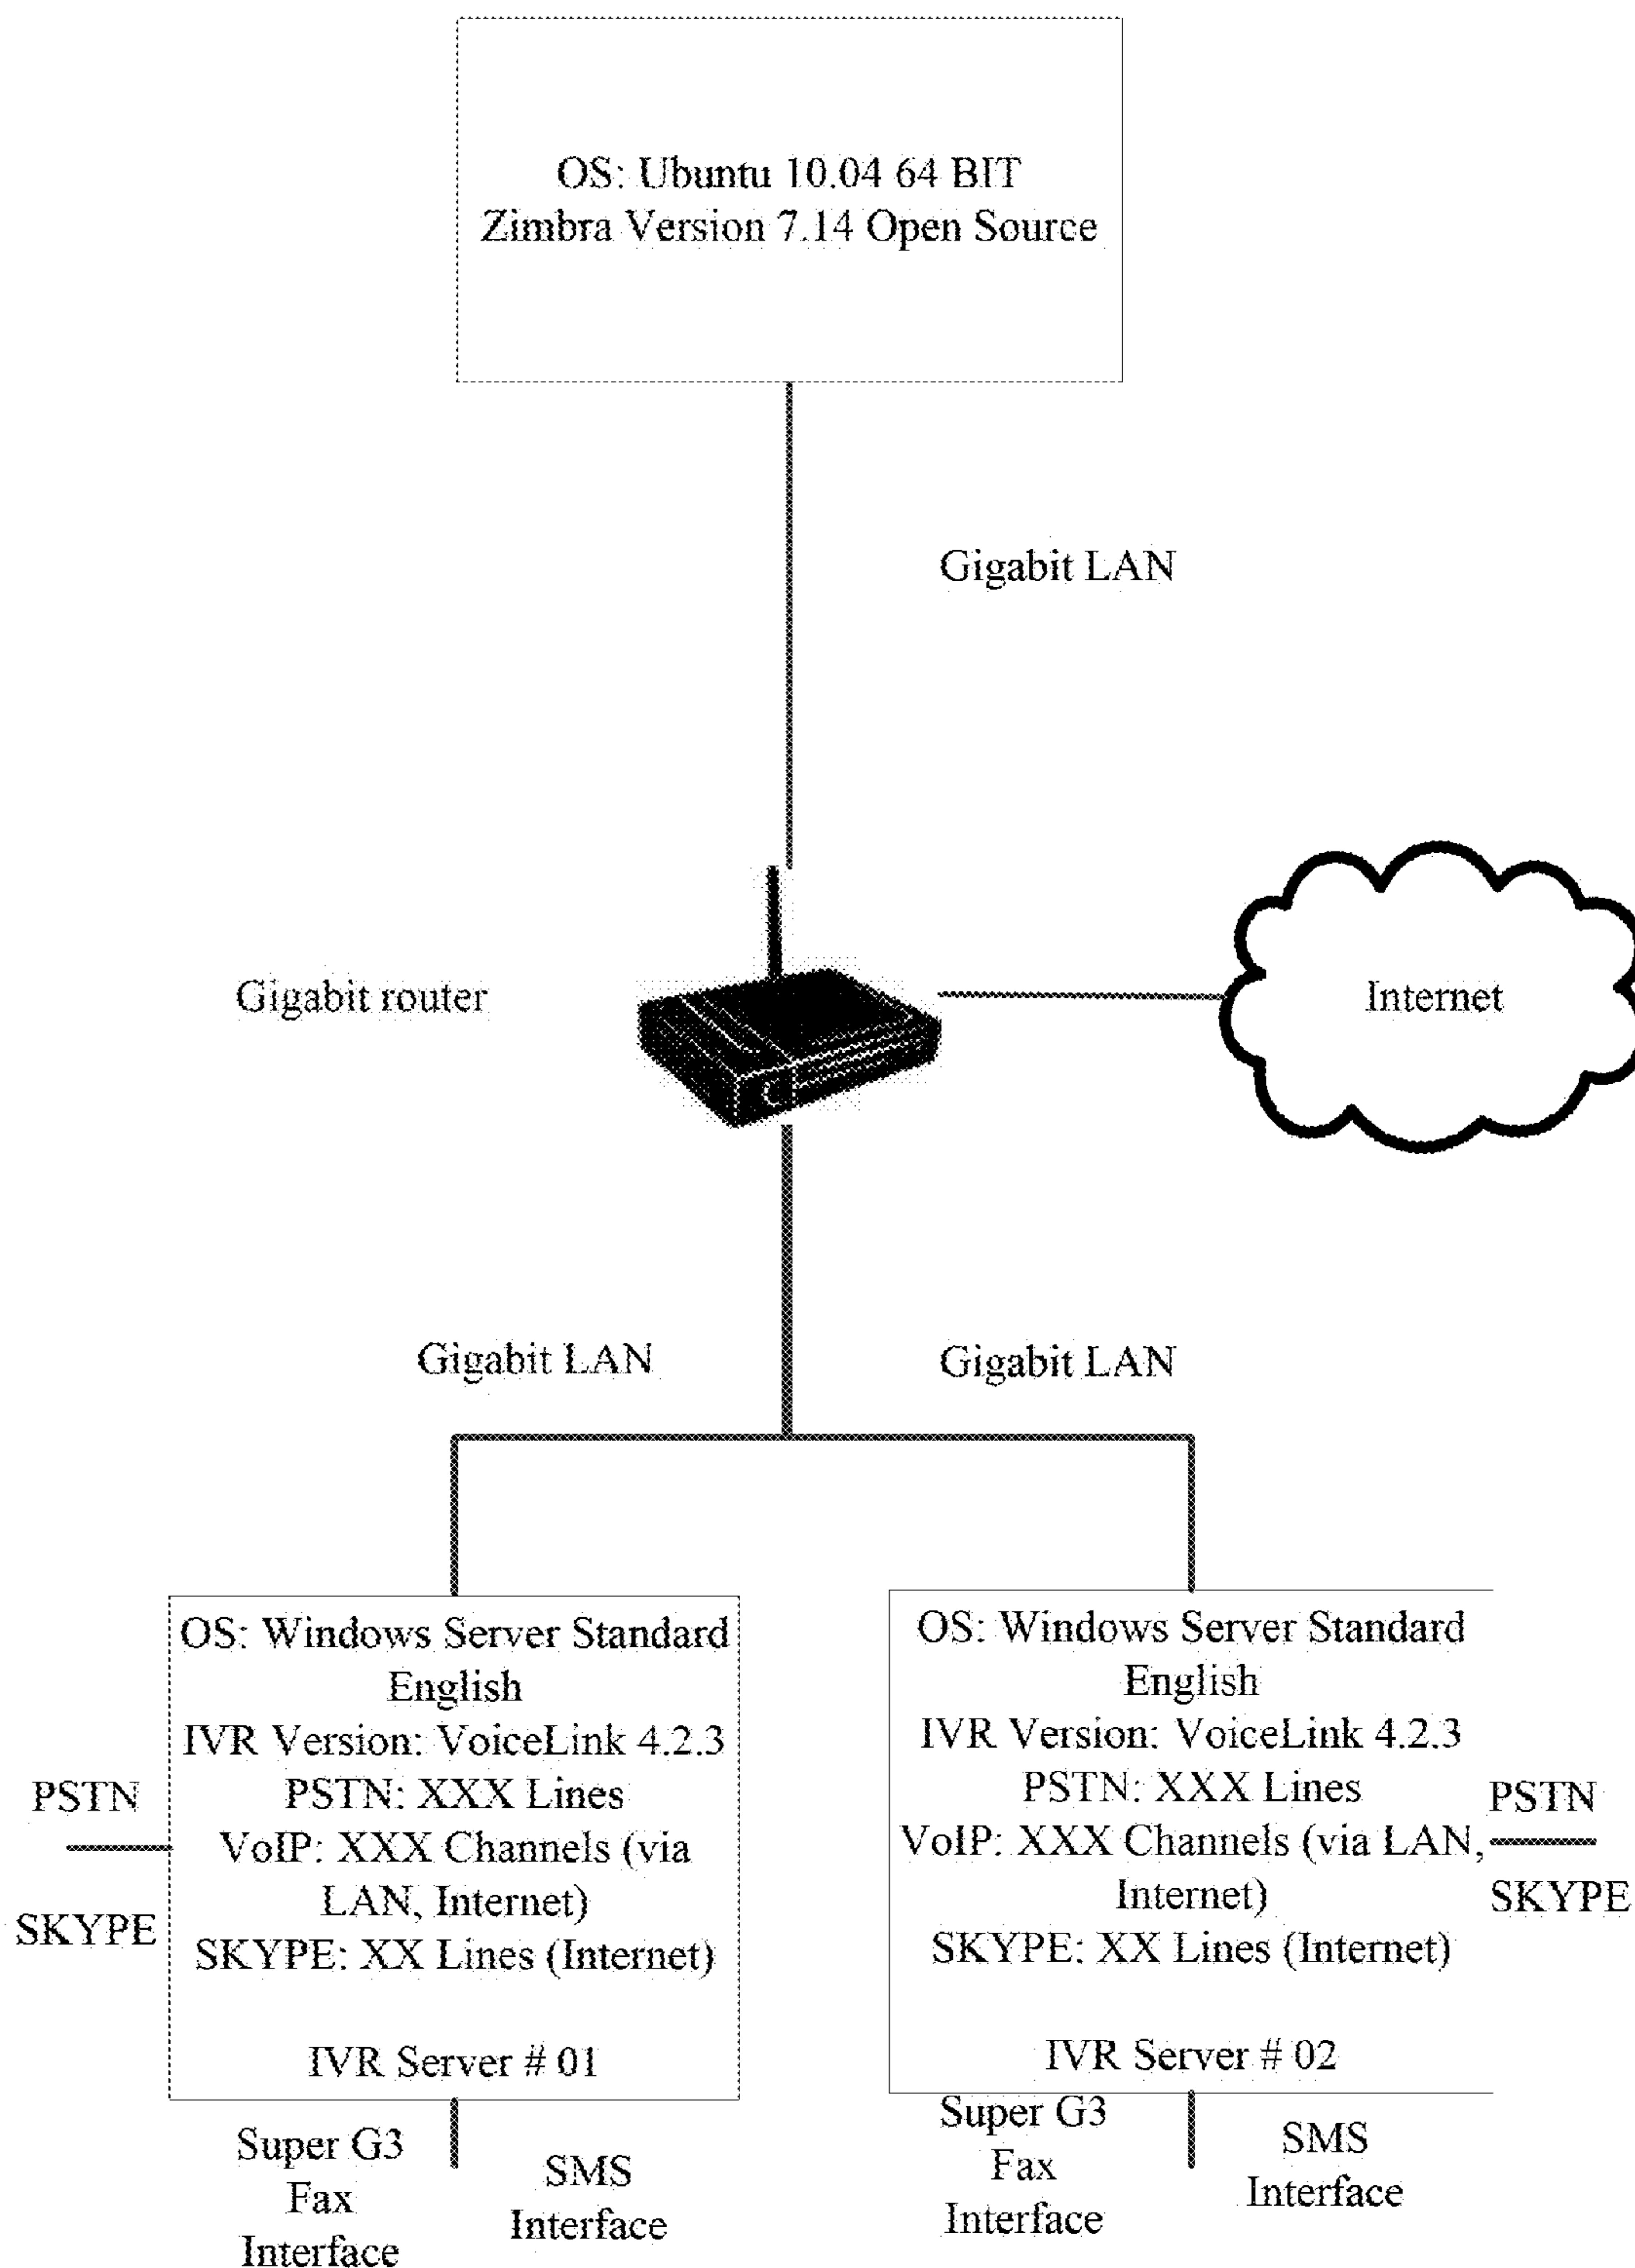 OS: Ubuntu 10.04 64 BIT
Zimbra Version 7.14 Open Source
Gigabit LAN
Gigabit router
Internet
Gigabit LAN
Gigabit LAN
PSTN
SKYPE
OS: Windows Server Standard
English
IVR Version: VoiceLink 4.2.3
PSTN: XXX Lines
VoIP: XXX Channels (via
LAN, Internet)
SKYPE: XX Lines (Internet)
IVR Server # 01
Super G3
Fax
Interface
SMS
Interface
OS: Windows Server Standard
English
IVR Version: VoiceLink 4.2.3
PSTN: XXX Lines
VoIP: XXX Channels (via LAN,
Internet)
SKYPE: XX Lines (Internet)
IVR Server # 02
PSTN
SKYPE
Super G3
Fax
Interface
SMS
Interface